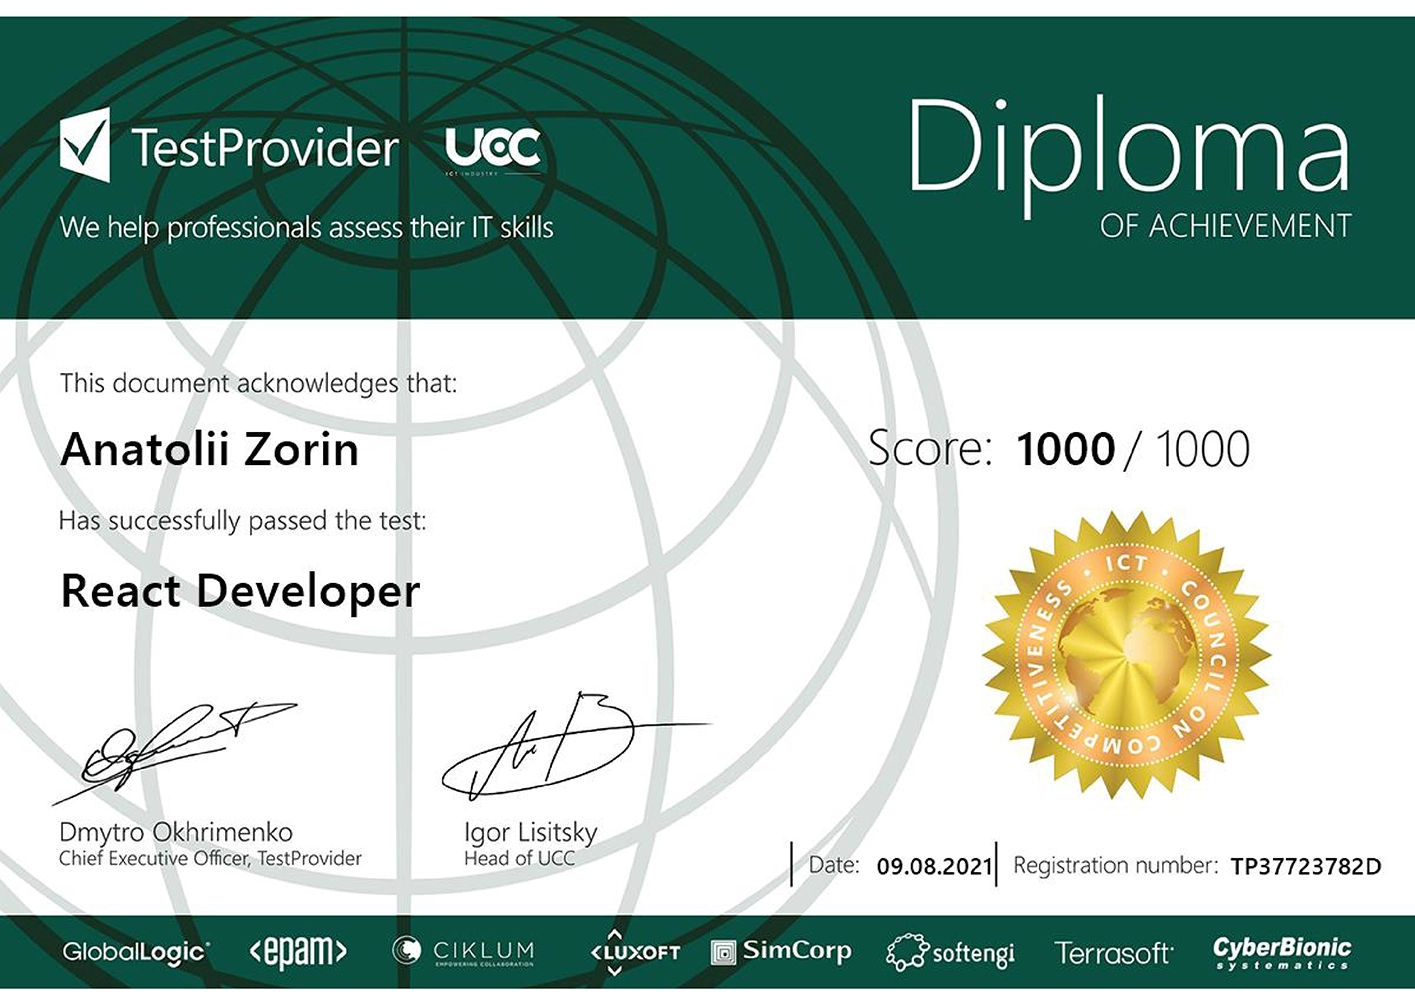 TestProvider
UCC
ICT INDUSTRY
We help professionals assess their IT skills
Diploma
OF ACHIEVEMENT
This document acknowledges that:
Anatolii Zorin
Score: 1000 / 1000
Has successfully passed the test:
React Developer
ICT • COUNCIL ON COMPETITIVENESS •
Dmytro Okhrimenko
Chief Executive Officer, TestProvider
Igor Lisitsky
Head of UCC
Date: 09.08.2021
Registration number: TP37723782D
GlobalLogic®
<epam>
CIKLUM
EMPOWERING COLLABORATION
<LUXOFT
SimCorp
softengi
Terrasoft
CyberBionic
systematics